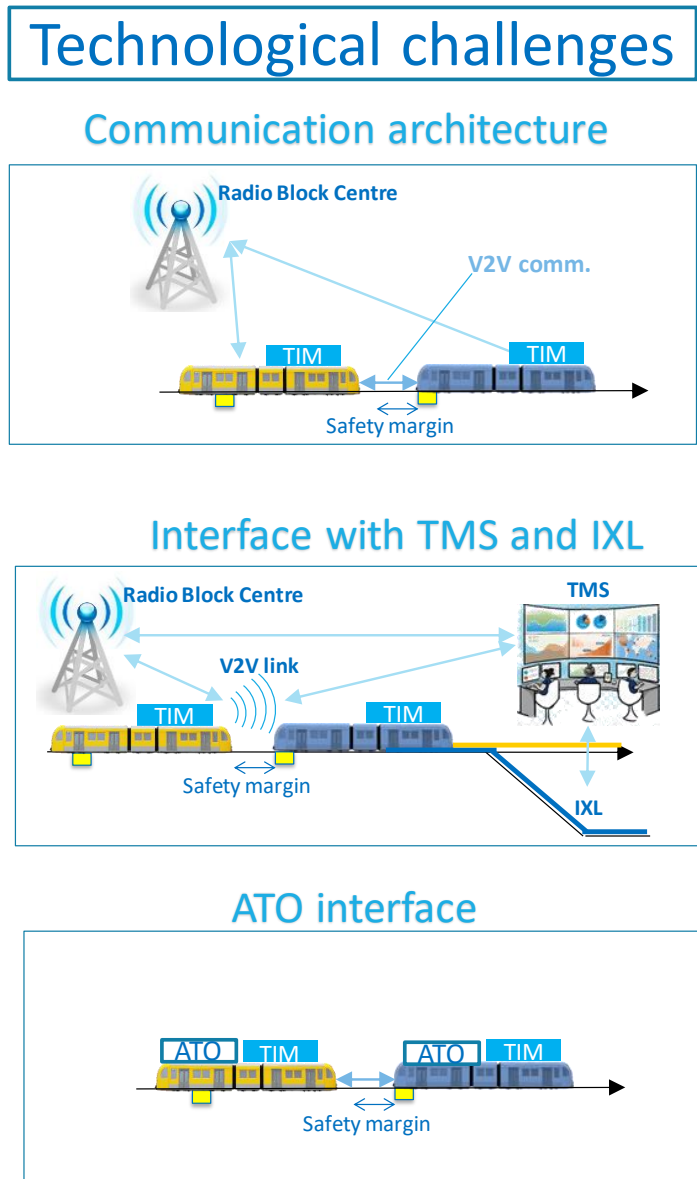 Technological challenges
Communication architecture
Radio Block Centre
V2V comm.
TIM
TIM
Safety margin
Interface with TMS and IXL
Radio Block Centre
TMS
V2V link
TIM
TIM
Safety margin
IXL
ATO interface
ATO
TIM
ATO
TIM
Safety margin